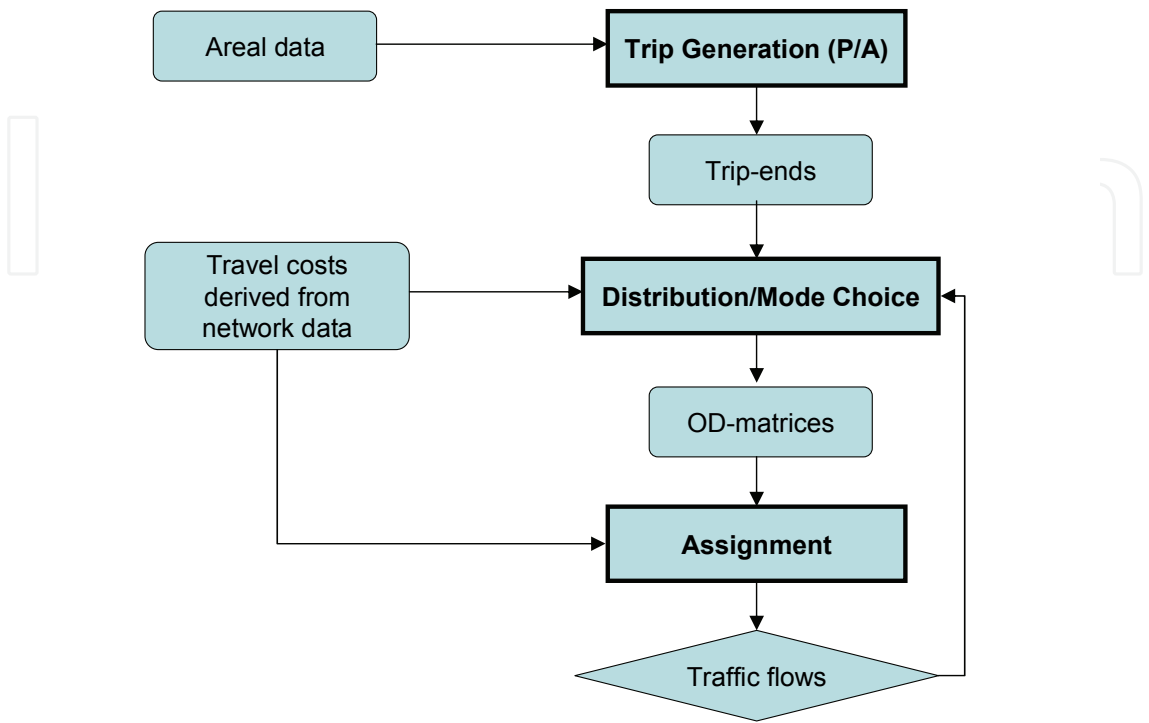 Areal data
Trip Generation (P/A)
Trip-ends
Travel costs
derived from
network data
Distribution/Mode Choice
OD-matrices
Assignment
Traffic flows